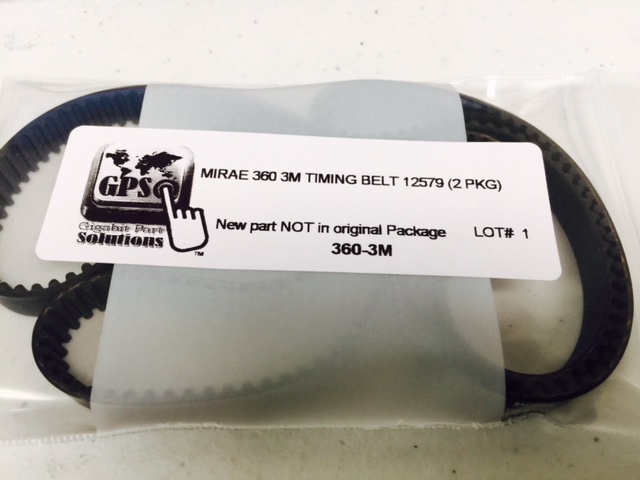 GPS
Gigabit Part
Solutions
TM
MIRAE 360 3M TIMING BELT 12579 (2 PKG)
New part NOT in original Package LOT# 1
360-3M